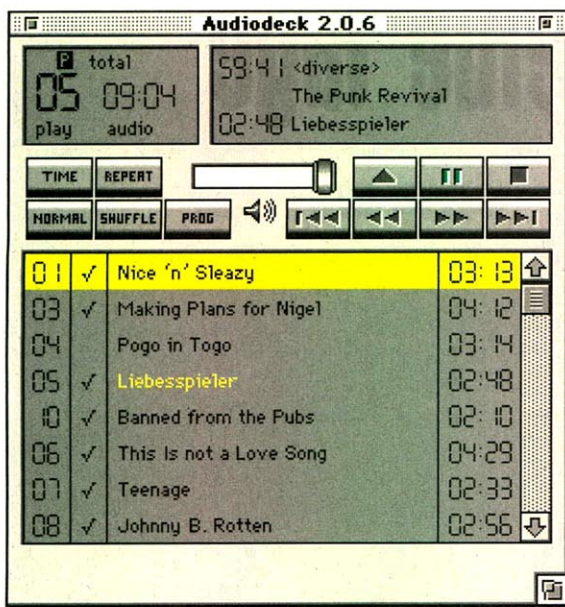 Audiodeck 2.0.6
P total
05 09:04
play audio
59:41 <diverse>
The Punk Revival
02:48 Liebesspieler
TIME REPEAT
NORMAL SHUFFLE PROG
01 ✓ Nice 'n' Sleazy 03:13
03 ✓ Making Plans for Nigel 04:12
04 Pogo in Togo 03:14
05 ✓ Liebesspieler 02:48
10 ✓ Banned from the Pubs 02:10
06 ✓ This Is not a Love Song 04:29
07 ✓ Teenage 02:33
08 ✓ Johnny B. Rotten 02:56